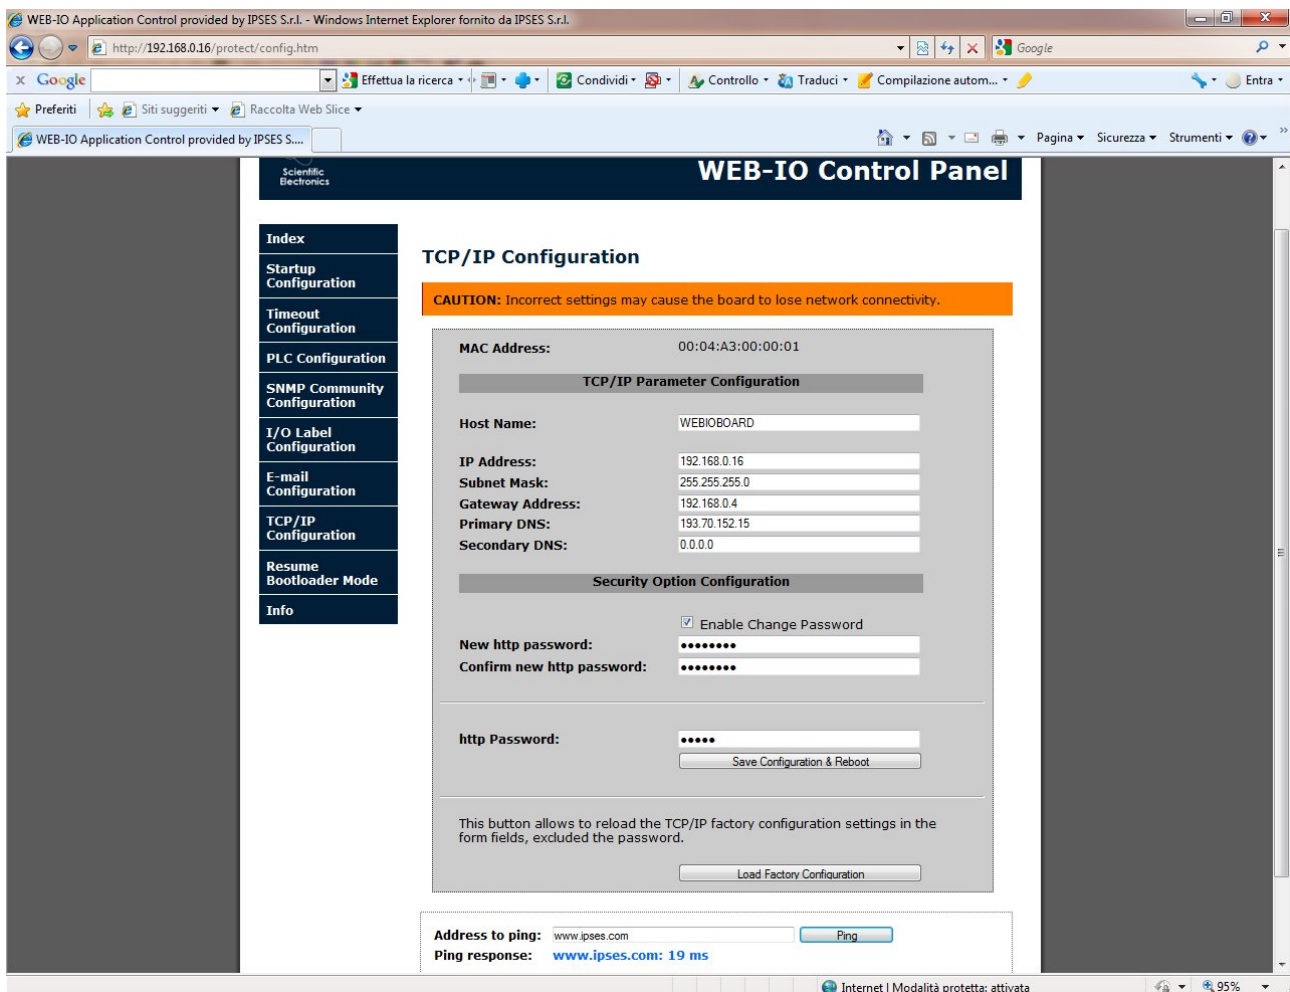 WEB-IO Application Control provided by IPSES S.r.l. - Windows Internet Explorer fornito da IPSES S.r.l.
http://192.168.0.16/protect/config.htm
Google
x Google
Effettua la ricerca
Condividi
Controllo
Traduci
Compilazione autom...
Entra
Preferiti
Siti suggeriti
Raccolta Web Slice
WEB-IO Application Control provided by IPSES S....
Pagina
Sicurezza
Strumenti
Scientific
Electronics
WEB-IO Control Panel
Index
Startup
Configuration
Timeout
Configuration
PLC Configuration
SNMP Community
Configuration
I/O Label
Configuration
E-mail
Configuration
TCP/IP
Configuration
Resume
Bootloader Mode
Info
TCP/IP Configuration
CAUTION: Incorrect settings may cause the board to lose network connectivity.
MAC Address: 00:04:A3:00:00:01
TCP/IP Parameter Configuration
Host Name: WEBIOBOARD
IP Address: 192.168.0.16
Subnet Mask: 255.255.255.0
Gateway Address: 192.168.0.4
Primary DNS: 193.70.152.15
Secondary DNS: 0.0.0.0
Security Option Configuration
Enable Change Password
New http password: ••••••••
Confirm new http password: ••••••••
http Password: •••••
Save Configuration & Reboot
This button allows to reload the TCP/IP factory configuration settings in the
form fields, excluded the password.
Load Factory Configuration
Address to ping: www.ipses.com Ping
Ping response: www.ipses.com: 19 ms
Internet | Modalità protetta: attivata
95%